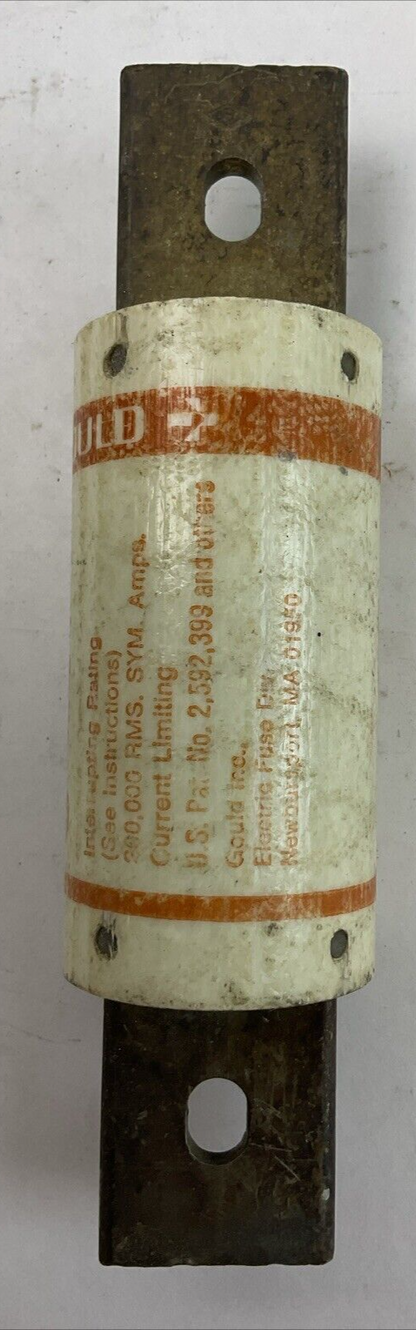 ULD
Interrupting Rating
(See Instructions)
200,000 RMS. SYM. Amps.
Current Limiting
U.S. Pat. No. 2,592,399 and others
Gould Inc.,
Electric Fuse Div.
Newburyport, MA 01950